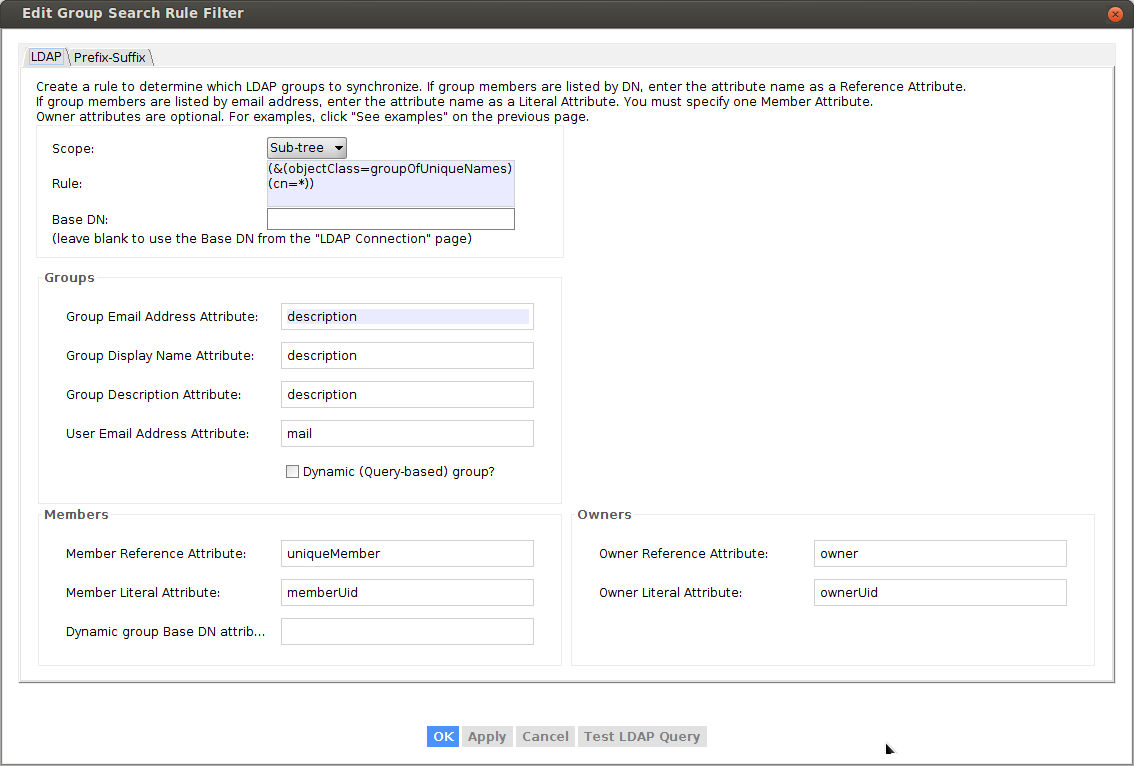 Edit Group Search Rule Filter
LDAP
Prefix-Suffix
Create a rule to determine which LDAP groups to synchronize. If group members are listed by DN, enter the attribute name as a Reference Attribute.
If group members are listed by email address, enter the attribute name as a Literal Attribute. You must specify one Member Attribute.
Owner attributes are optional. For examples, click "See examples" on the previous page.
Scope: Sub-tree
Rule: (&(objectClass=groupOfUniqueNames)
(cn=*))
Base DN:
(leave blank to use the Base DN from the "LDAP Connection" page)
Groups
Group Email Address Attribute: description
Group Display Name Attribute: description
Group Description Attribute: description
User Email Address Attribute: mail
Dynamic (Query-based) group?
Members
Member Reference Attribute: uniqueMember
Member Literal Attribute: memberUid
Dynamic group Base DN attrib...
Owners
Owner Reference Attribute: owner
Owner Literal Attribute: ownerUid
OK Apply Cancel Test LDAP Query